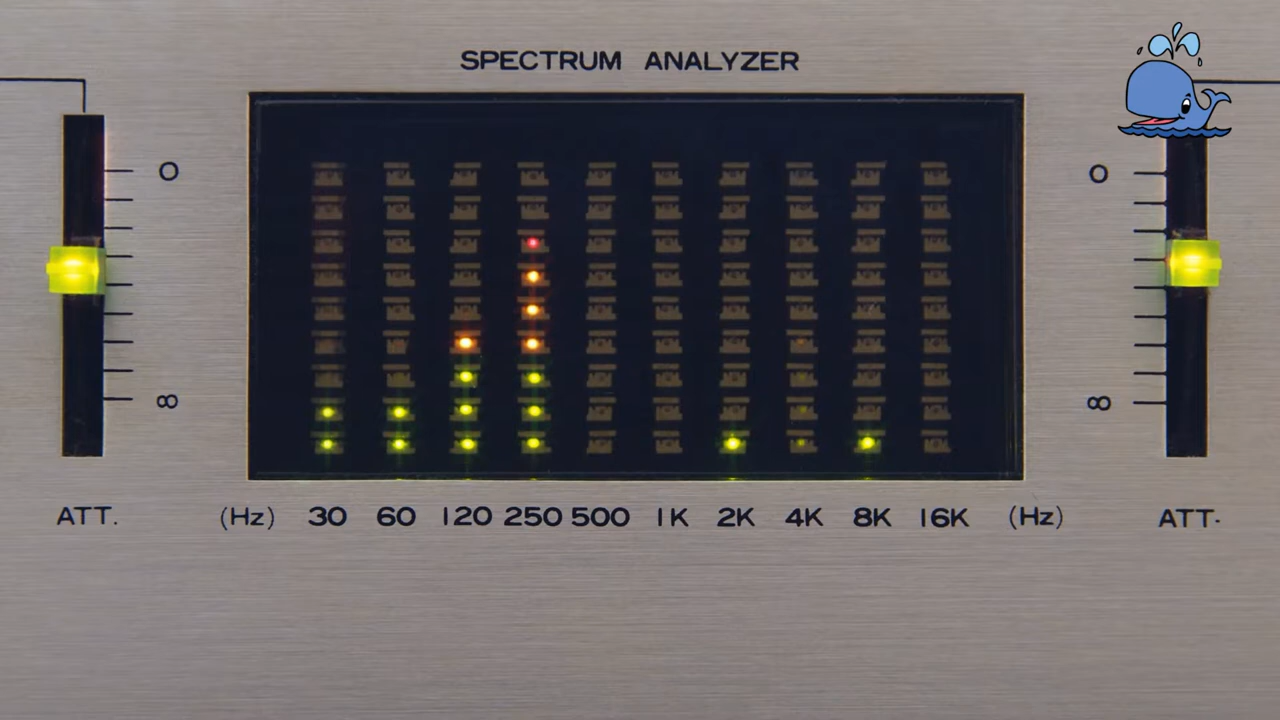 SPECTRUM ANALYZER
0
0
∞
∞
ATT.
(Hz) 30 60 120 250 500 1K 2K 4K 8K 16K (Hz)
ATT.